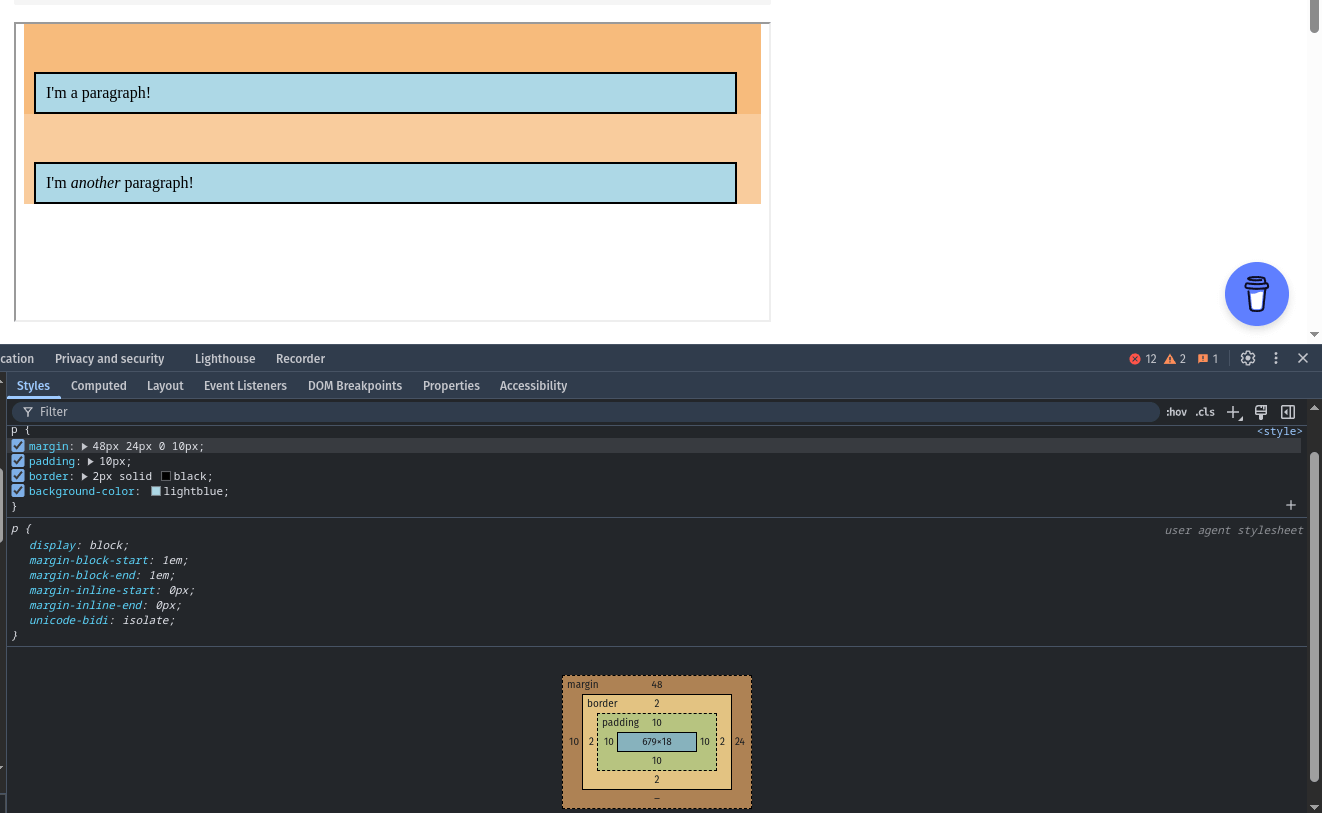 I'm a paragraph!
I'm another paragraph!
cation Privacy and security Lighthouse Recorder 12 2 1
Styles Computed Layout Event Listeners DOM Breakpoints Properties Accessibility
Filter :hov .cls
p { <style>
margin: 48px 24px 0 10px;
padding: 10px;
border: 2px solid black;
background-color: lightblue;
}
p { user agent stylesheet
display: block;
margin-block-start: 1em;
margin-block-end: 1em;
margin-inline-start: 0px;
margin-inline-end: 0px;
unicode-bidi: isolate;
}
margin 48
border 2
padding 10
10 2 10 679×18 10 2 24
10
2
–